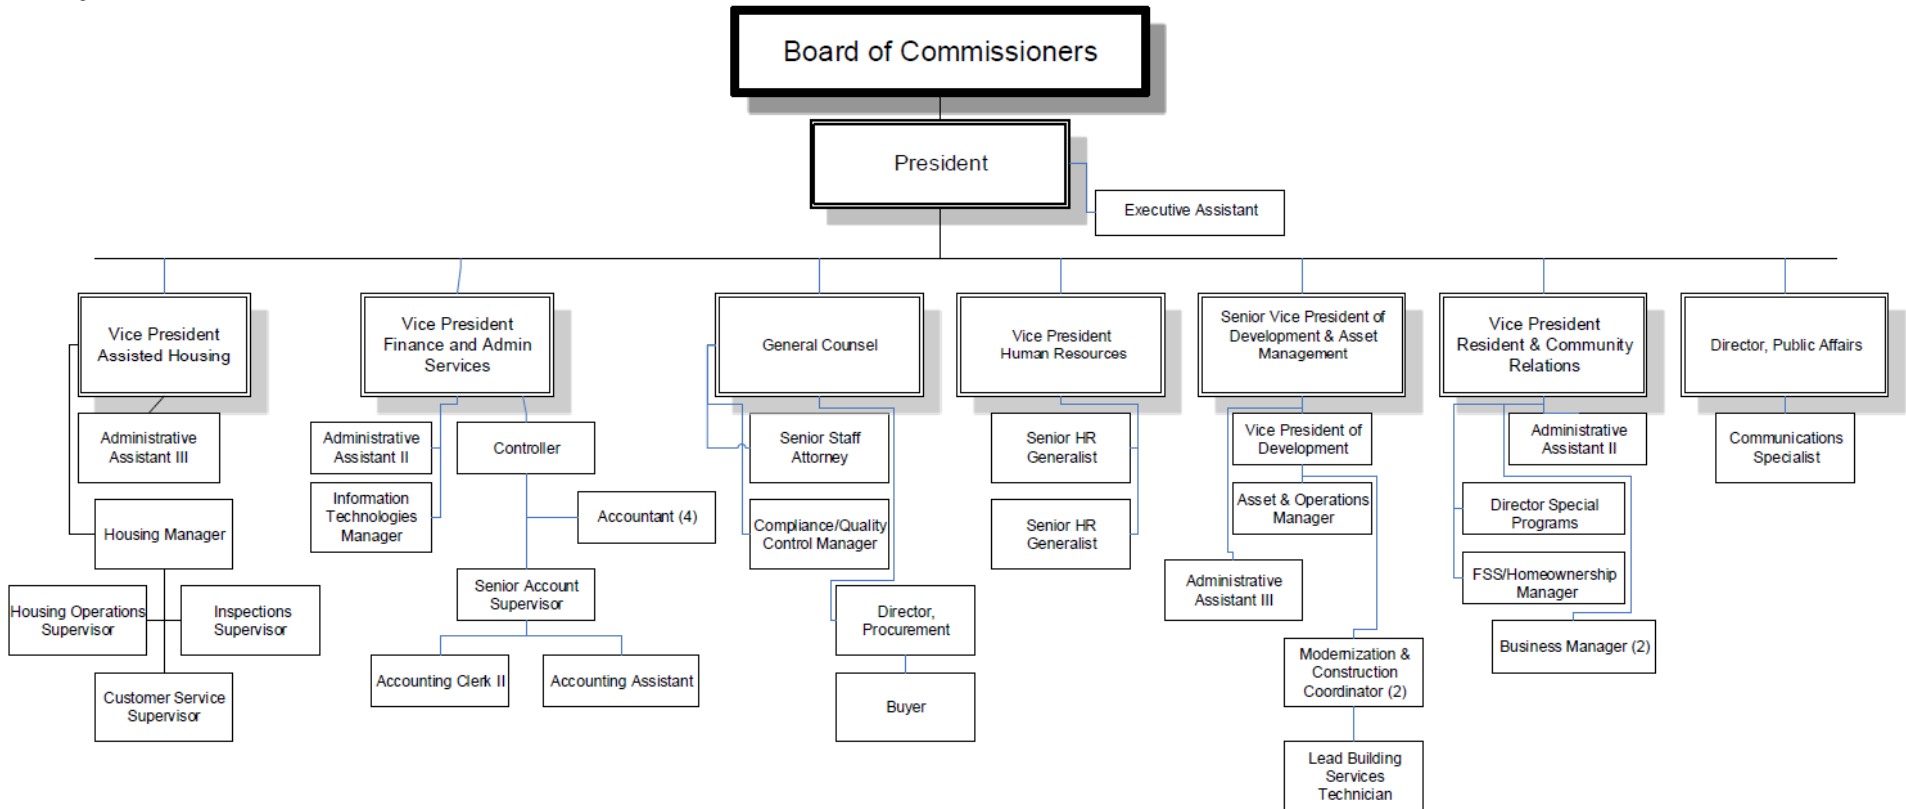 Board of Commissioners
President
Executive Assistant
Vice President
Assisted Housing
Vice President
Finance and Admin
Services
General Counsel
Vice President
Human Resources
Senior Vice President of
Development & Asset
Management
Vice President
Resident & Community
Relations
Director, Public Affairs
Administrative
Assistant III
Administrative
Assistant II
Controller
Senior Staff
Attorney
Senior HR
Generalist
Vice President of
Development
Administrative
Assistant II
Communications
Specialist
Information
Technologies
Manager
Accountant (4)
Housing Manager
Compliance/Quality
Control Manager
Senior HR
Generalist
Asset & Operations
Manager
Director Special
Programs
Senior Account
Supervisor
Administrative
Assistant III
FSS/Homeownership
Manager
Housing Operations
Supervisor
Inspections
Supervisor
Director,
Procurement
Business Manager (2)
Accounting Clerk II
Accounting Assistant
Modernization &
Construction
Coordinator (2)
Customer Service
Supervisor
Buyer
Lead Building
Services
Technician